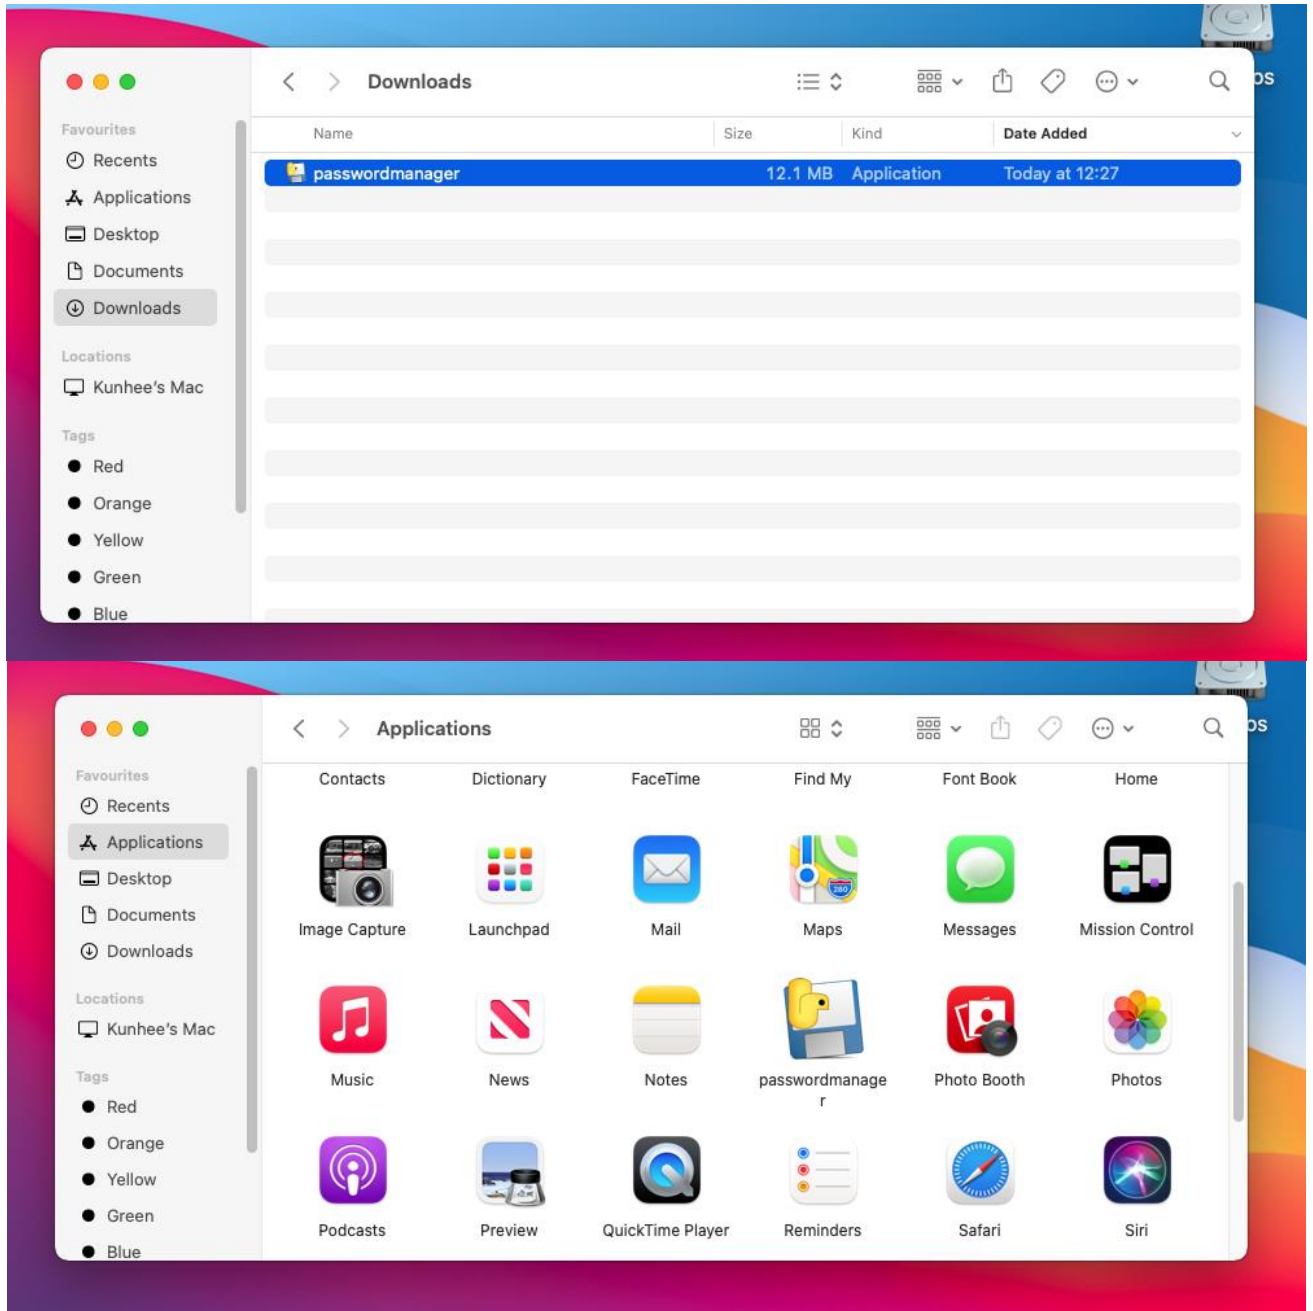 Downloads
os
Favourites
Recents
Applications
Desktop
Documents
Downloads
Locations
Kunhee's Mac
Tags
Red
Orange
Yellow
Green
Blue
Name Size Kind Date Added
passwordmanager 12.1 MB Application Today at 12:27
Applications
os
Favourites
Recents
Applications
Desktop
Documents
Downloads
Locations
Kunhee's Mac
Tags
Red
Orange
Yellow
Green
Blue
Contacts Dictionary FaceTime Find My Font Book Home
280
Image Capture Launchpad Mail Maps Messages Mission Control
Music News Notes passwordmanage Photo Booth Photos
r
Podcasts Preview QuickTime Player Reminders Safari Siri